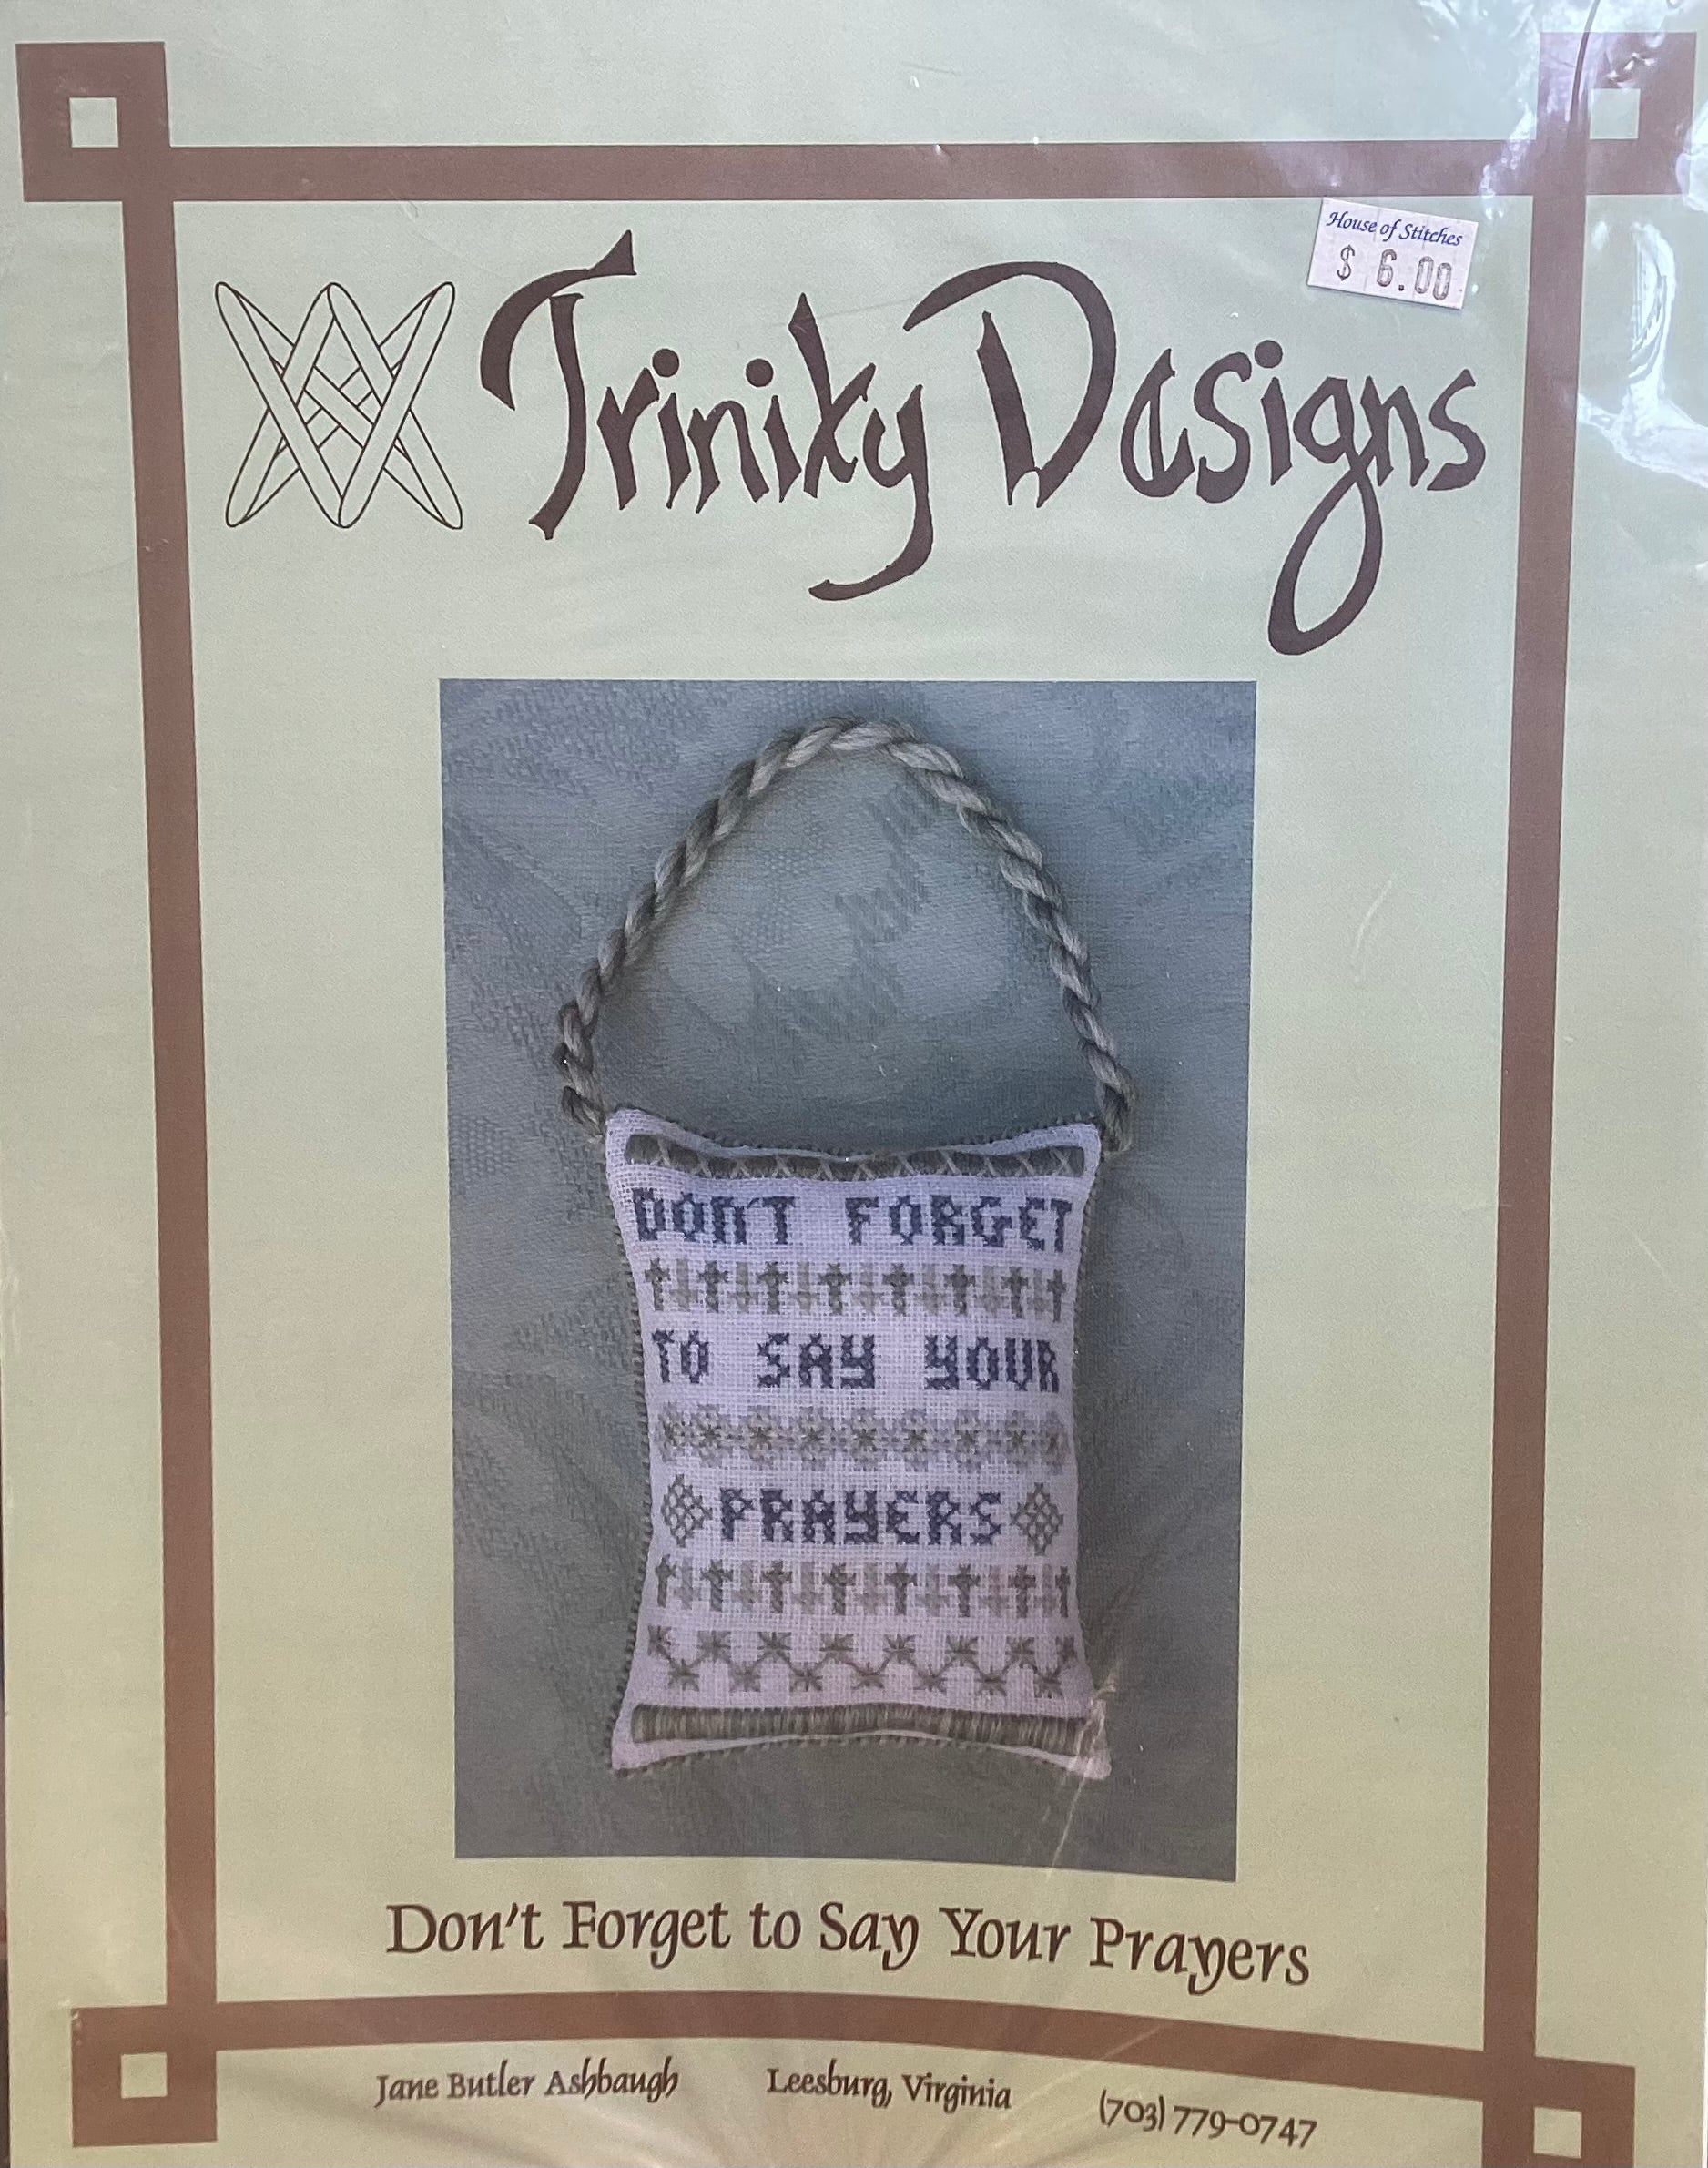 House of Stitches
$ 6.00
Trinity Designs
DON'T FORGET
TO SAY YOUR
PRAYERS
Don't Forget to Say Your Prayers
Jane Butler Ashbaugh Leesburg, Virginia (703) 779-0747